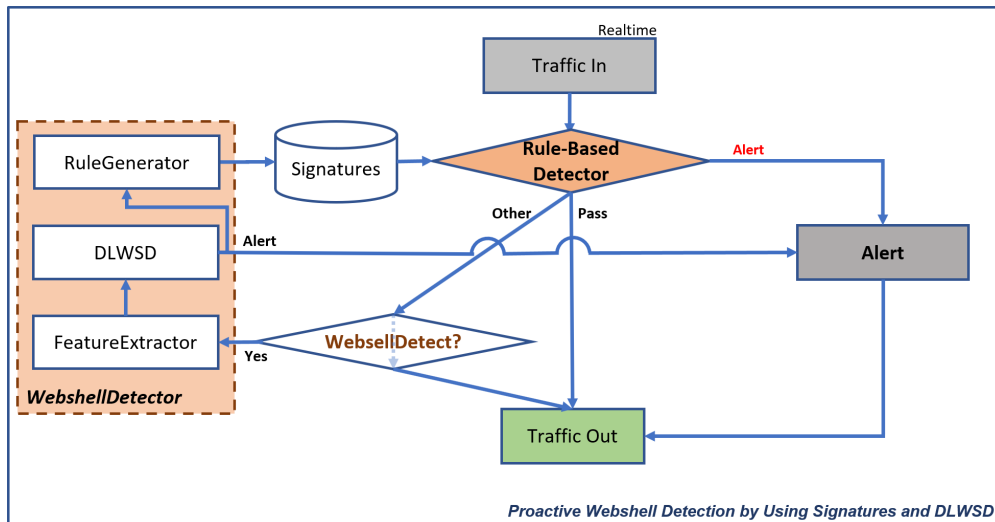 Realtime
Traffic In
RuleGenerator
Signatures
Rule-Based
Detector
Alert
Other
Pass
DLWSD
Alert
Alert
FeatureExtractor
Yes
WebsellDetect?
WebshellDetector
Traffic Out
Proactive Webshell Detection by Using Signatures and DLWSD